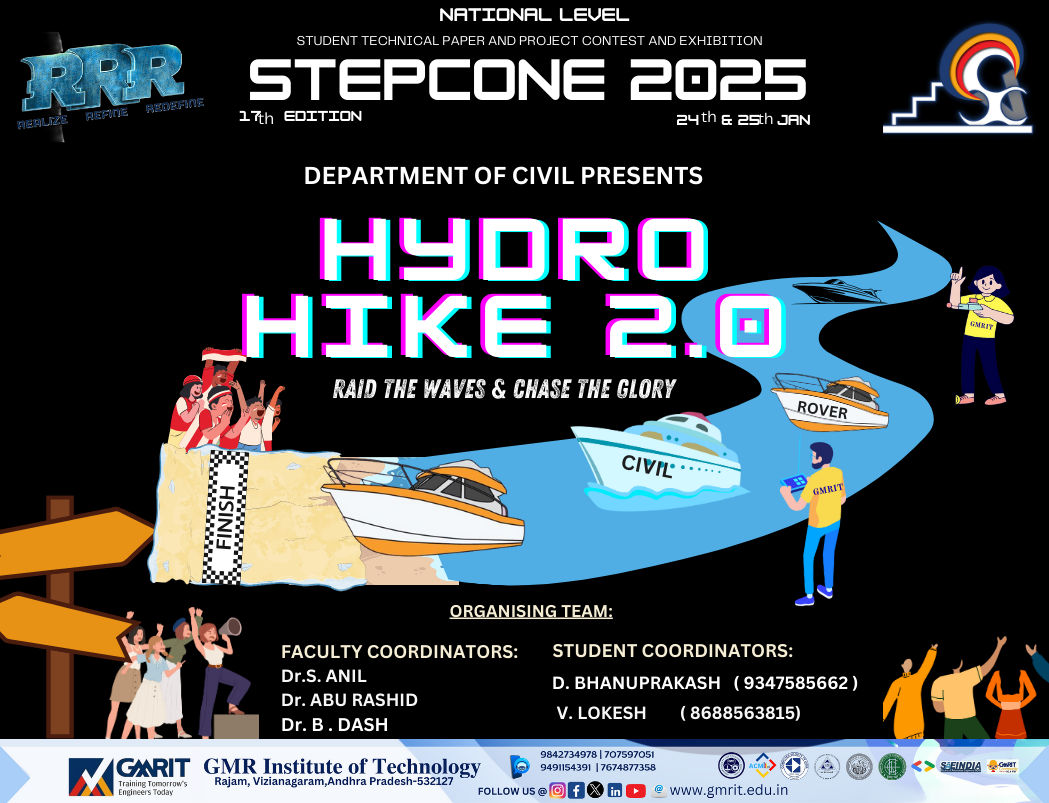 NATIONAL LEVEL
STUDENT TECHNICAL PAPER AND PROJECT CONTEST AND EXHIBITION
RRR
REALIZE REFINE REDEFINE
STEPCONE 2025
17th EDITION
24th & 25th JAN
DEPARTMENT OF CIVIL PRESENTS
HYDRO
HIKE 2.0
RAID THE WAVES & CHASE THE GLORY
GMRIT
ROVER
CIVIL
GMRIT
FINISH
ORGANISING TEAM:
FACULTY COORDINATORS:
Dr.S. ANIL
Dr. ABU RASHID
Dr. B . DASH
STUDENT COORDINATORS:
D. BHANUPRAKASH ( 9347585662 )
V. LOKESH ( 8688563815)
GMRIT
Training Tomorrow's
Engineers Today
GMR Institute of Technology
Rajam, Vizianagaram,Andhra Pradesh-532127
9842734978 | 707597051
9491154391 | 7674877358
FOLLOW US @
www.gmrit.edu.in
ACM
SAEINDIA
GMRIT